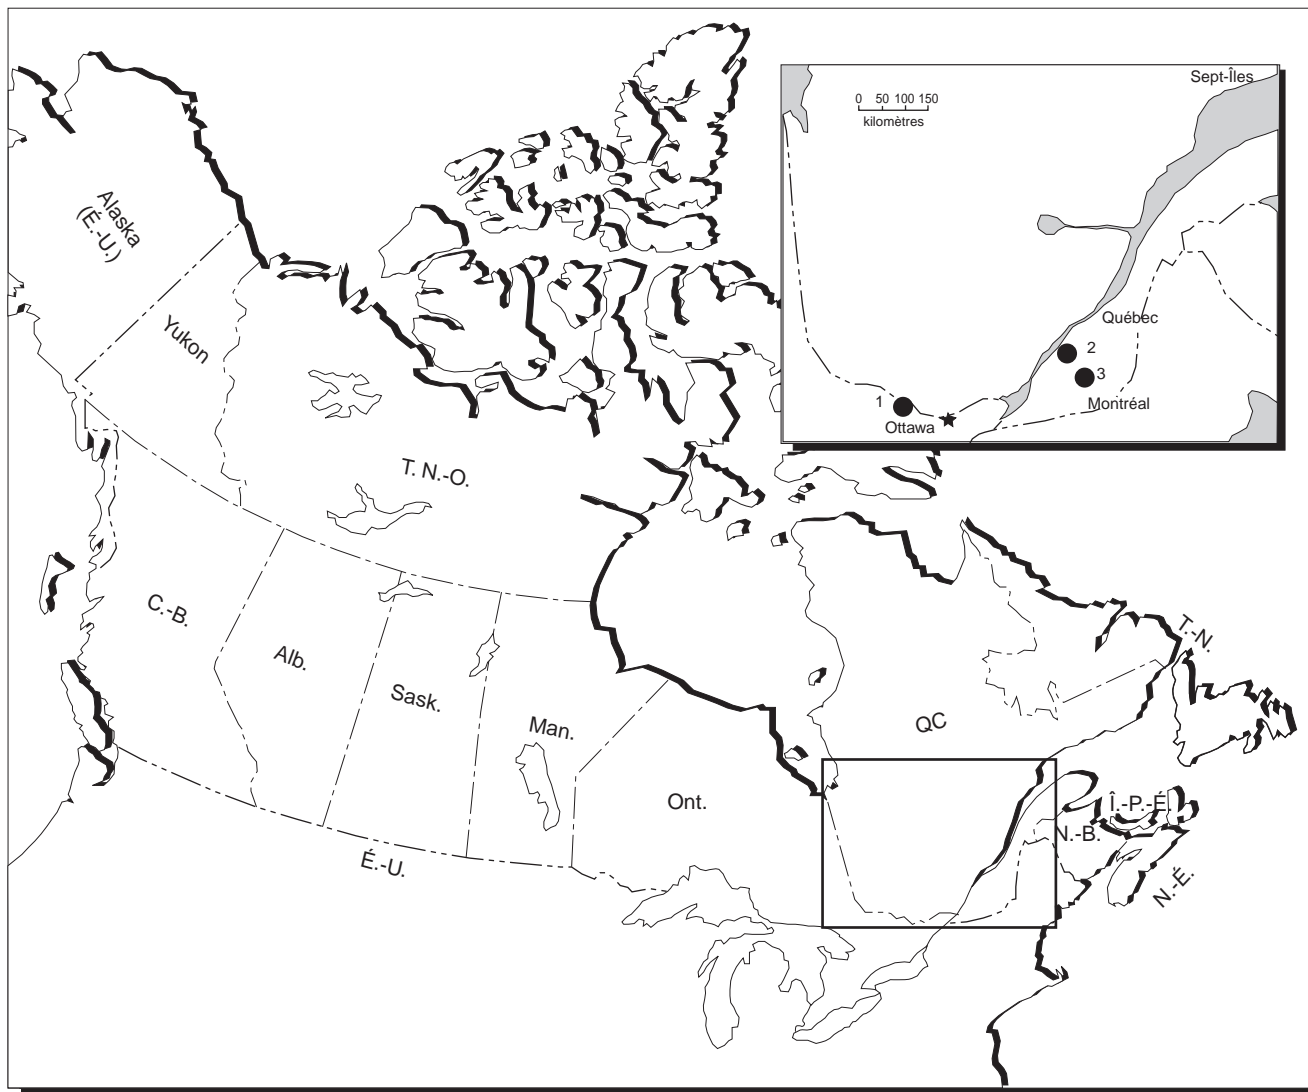 Sept-Îles
0 50 100 150
kilomètres
Alaska
(É.-U.)
Yukon
Québec
2
3
1
Montréal
Ottawa
T. N.-O.
C.-B.
Alb.
Sask.
Man.
Ont.
QC
T.-N.
Î.-P.-É.
N.-B.
N.-É.
É.-U.